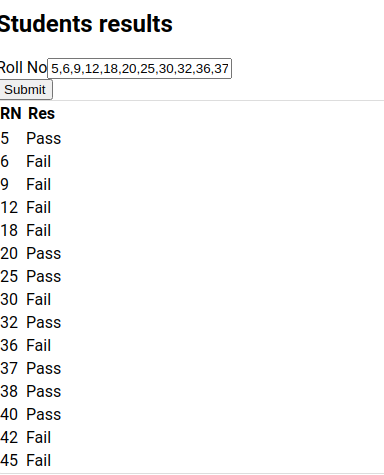 Students results
Roll No 5,6,9,12,18,20,25,30,32,36,37
Submit
RN Res
5 Pass
6 Fail
9 Fail
12 Fail
18 Fail
20 Pass
25 Pass
30 Fail
32 Pass
36 Fail
37 Pass
38 Pass
40 Pass
42 Fail
45 Fail